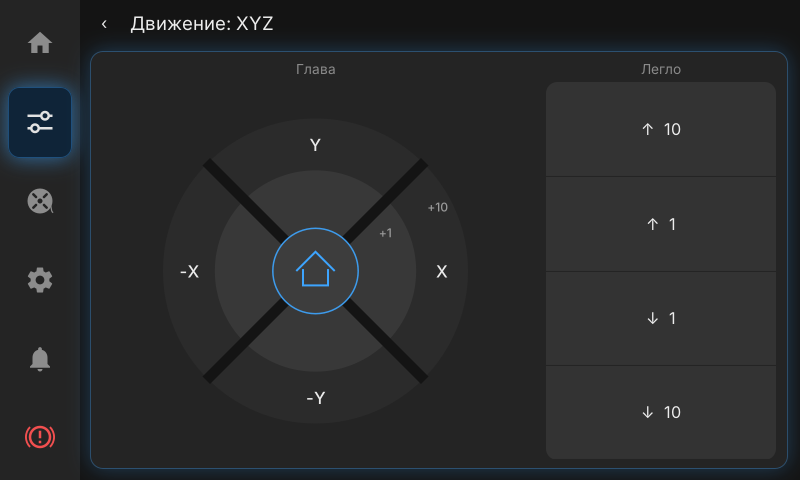 ‹ Движение: XYZ
Глава
Легло
Y
+10
+1
-X
X
-Y
↑ 10
↑ 1
↓ 1
↓ 10